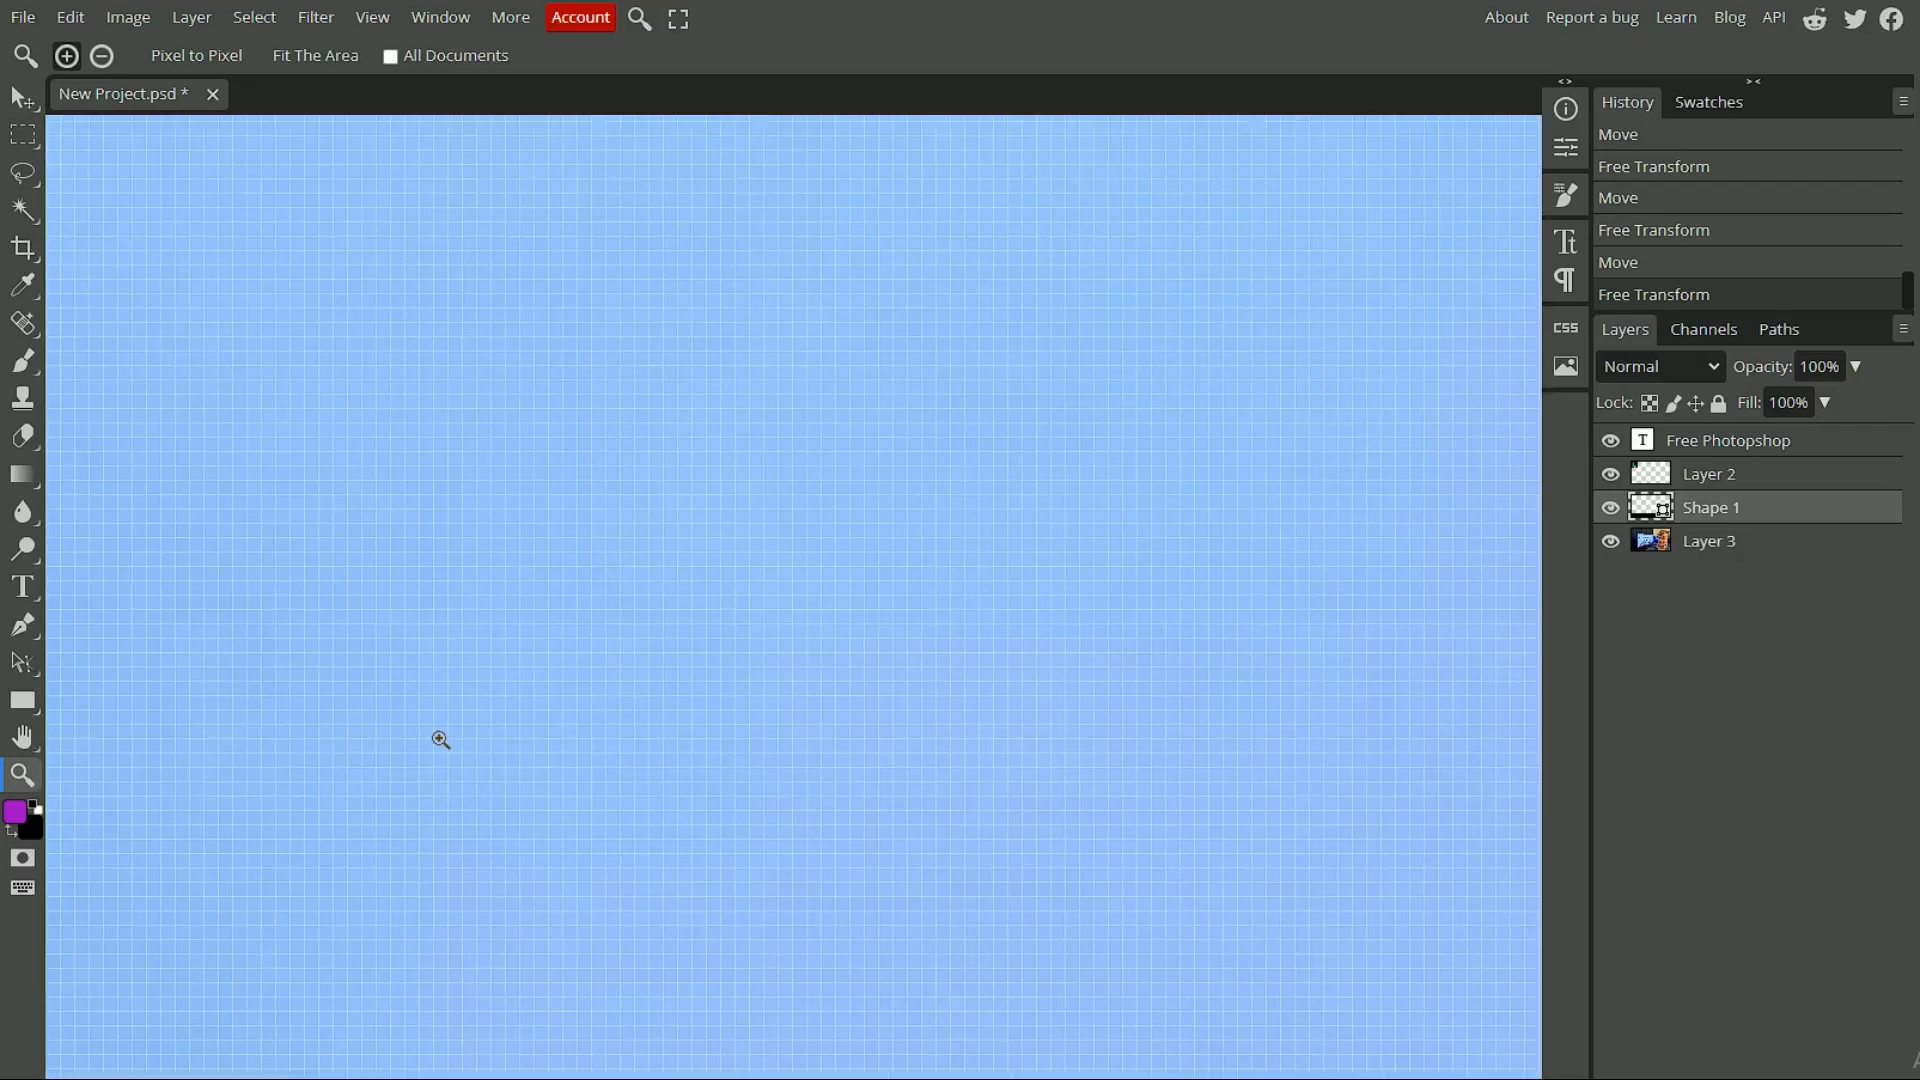 File Edit Image Layer Select Filter View Window More Account About Report a bug Learn Blog API
Pixel to Pixel Fit The Area All Documents
New Project.psd *
History Swatches
Move
Free Transform
Move
Free Transform
Move
Free Transform
CSS
Layers Channels Paths
Normal Opacity: 100%
Lock: Fill: 100%
T Free Photopshop
Layer 2
Shape 1
Layer 3